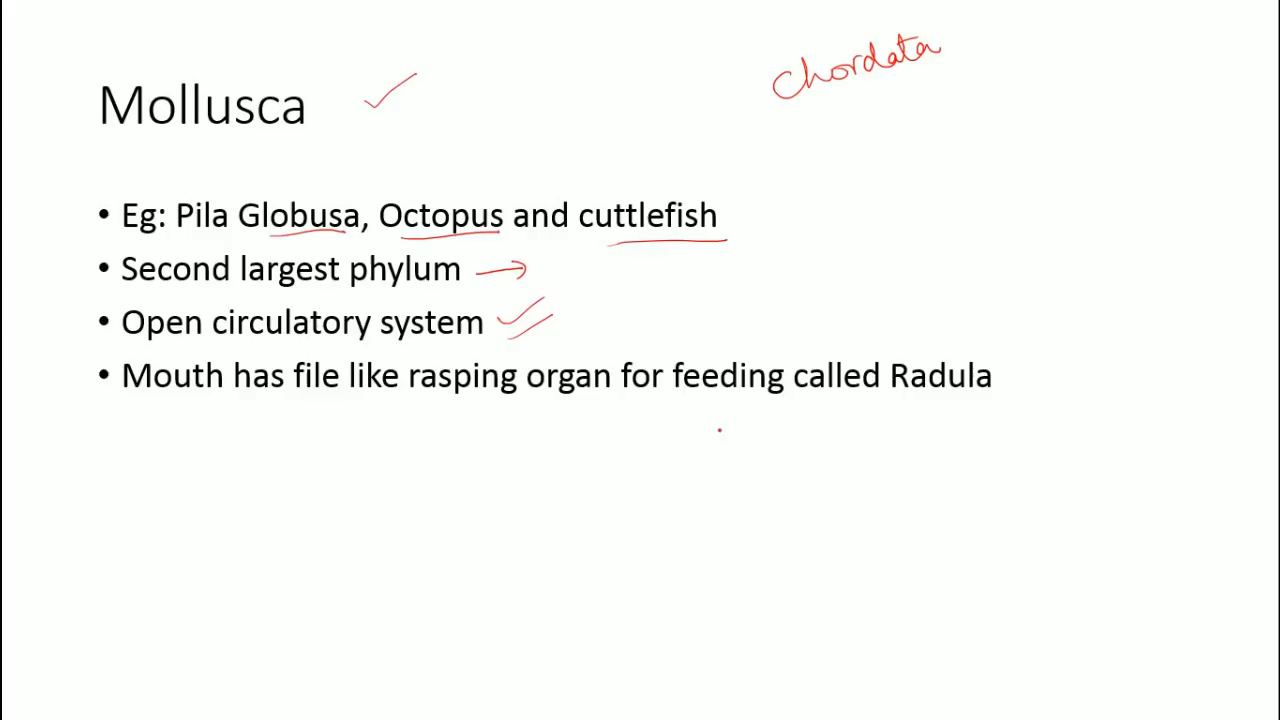 Chordata
Mollusca
• Eg: Pila Globusa, Octopus and cuttlefish
• Second largest phylum
• Open circulatory system
• Mouth has file like rasping organ for feeding called Radula